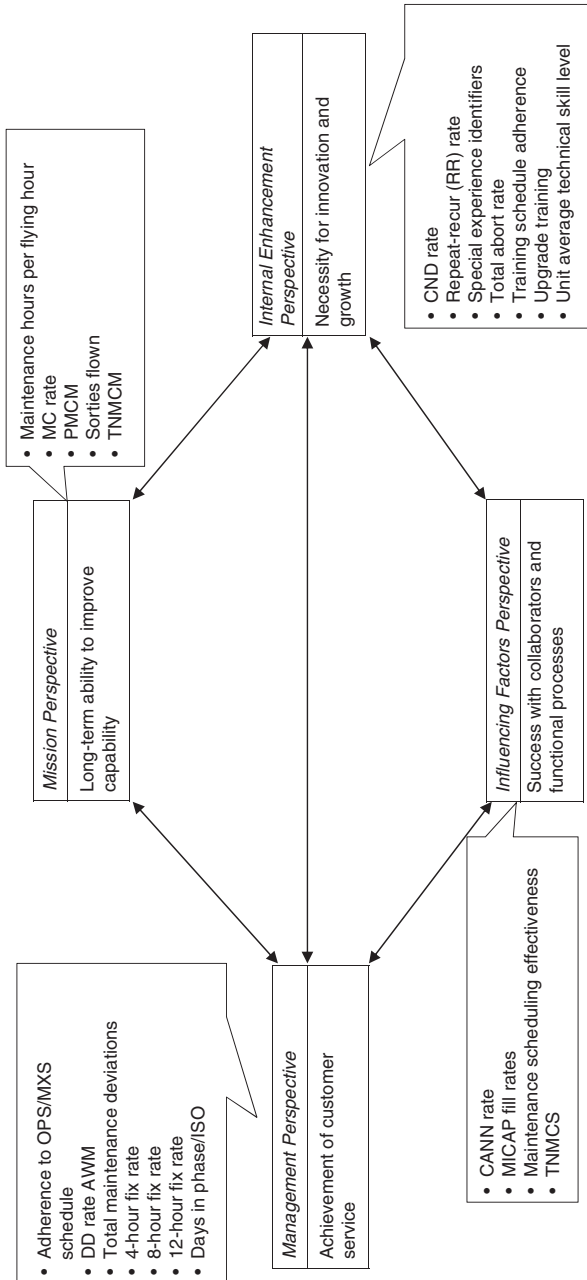 • Maintenance hours per flying hour
• MC rate
• PMCM
• Sorties flown
• TNMCM
Mission Perspective
Long-term ability to improve
capability
• Adherence to OPS/MXS
schedule
• DD rate AWM
• Total maintenance deviations
• 4-hour fix rate
• 8-hour fix rate
• 12-hour fix rate
• Days in phase/ISO
Management Perspective
Achievement of customer
service
Internal Enhancement
Perspective
Necessity for innovation and
growth
• CND rate
• Repeat-recur (RR) rate
• Special experience identifiers
• Total abort rate
• Training schedule adherence
• Upgrade training
• Unit average technical skill level
Influencing Factors Perspective
Success with collaborators and
functional processes
• CANN rate
• MICAP fill rates
• Maintenance scheduling effectiveness
• TNMCS